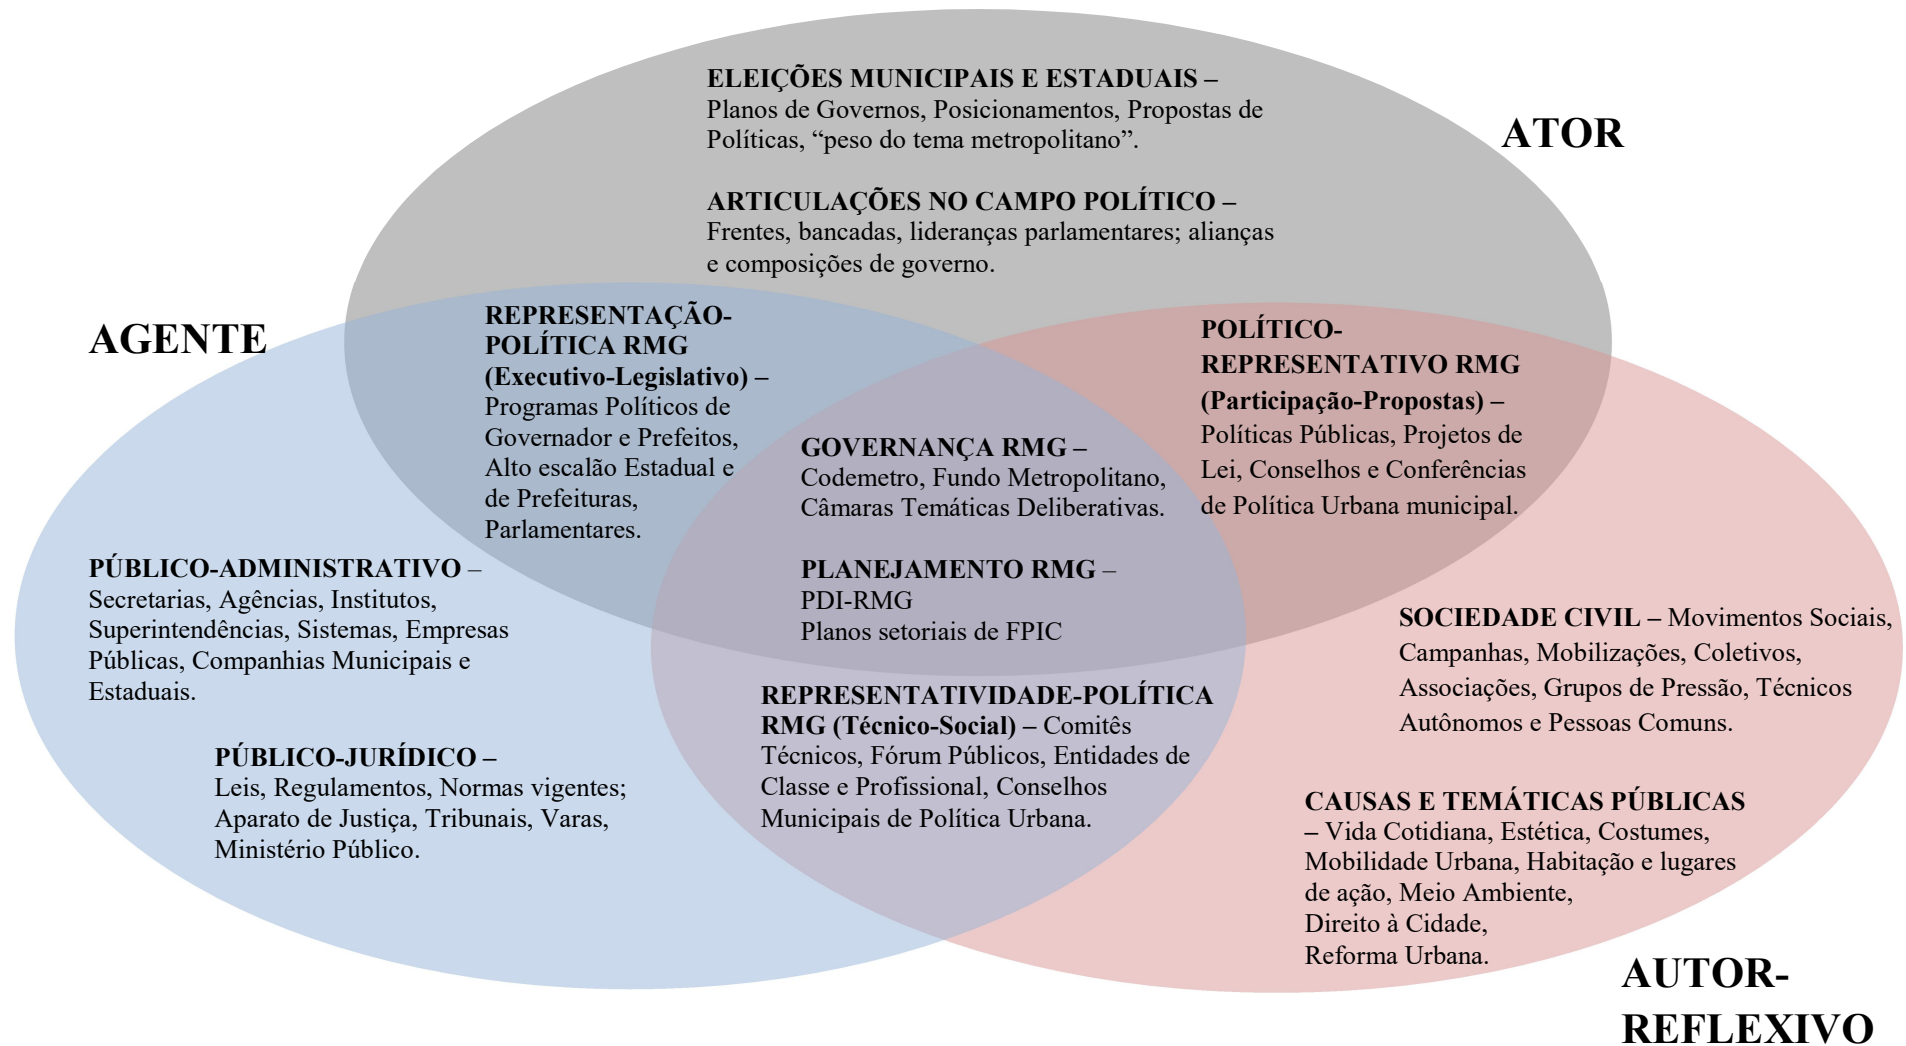 ELEIÇÕES MUNICIPAIS E ESTADUAIS –
Planos de Governos, Posicionamentos, Propostas de
Políticas, “peso do tema metropolitano”.
ATOR
ARTICULAÇÕES NO CAMPO POLÍTICO –
Frentes, bancadas, lideranças parlamentares; alianças
e composições de governo.
AGENTE
REPRESENTAÇÃO-
POLÍTICA RMG
(Executivo-Legislativo) –
Programas Políticos de
Governador e Prefeitos,
Alto escalão Estadual e
de Prefeituras,
Parlamentares.
POLÍTICO-
REPRESENTATIVO RMG
(Participação-Propostas) –
Políticas Públicas, Projetos de
Lei, Conselhos e Conferências
de Política Urbana municipal.
GOVERNANÇA RMG –
Codemetro, Fundo Metropolitano,
Câmaras Temáticas Deliberativas.
PLANEJAMENTO RMG –
PDI-RMG
Planos setoriais de FPIC
PÚBLICO-ADMINISTRATIVO –
Secretarias, Agências, Institutos,
Superintendências, Sistemas, Empresas
Públicas, Companhias Municipais e
Estaduais.
SOCIEDADE CIVIL – Movimentos Sociais,
Campanhas, Mobilizações, Coletivos,
Associações, Grupos de Pressão, Técnicos
Autônomos e Pessoas Comuns.
REPRESENTATIVIDADE-POLÍTICA
RMG (Técnico-Social) – Comitês
Técnicos, Fórum Públicos, Entidades de
Classe e Profissional, Conselhos
Municipais de Política Urbana.
PÚBLICO-JURÍDICO –
Leis, Regulamentos, Normas vigentes;
Aparato de Justiça, Tribunais, Varas,
Ministério Público.
CAUSAS E TEMÁTICAS PÚBLICAS
– Vida Cotidiana, Estética, Costumes,
Mobilidade Urbana, Habitação e lugares
de ação, Meio Ambiente,
Direito à Cidade,
Reforma Urbana.
AUTOR-
REFLEXIVO